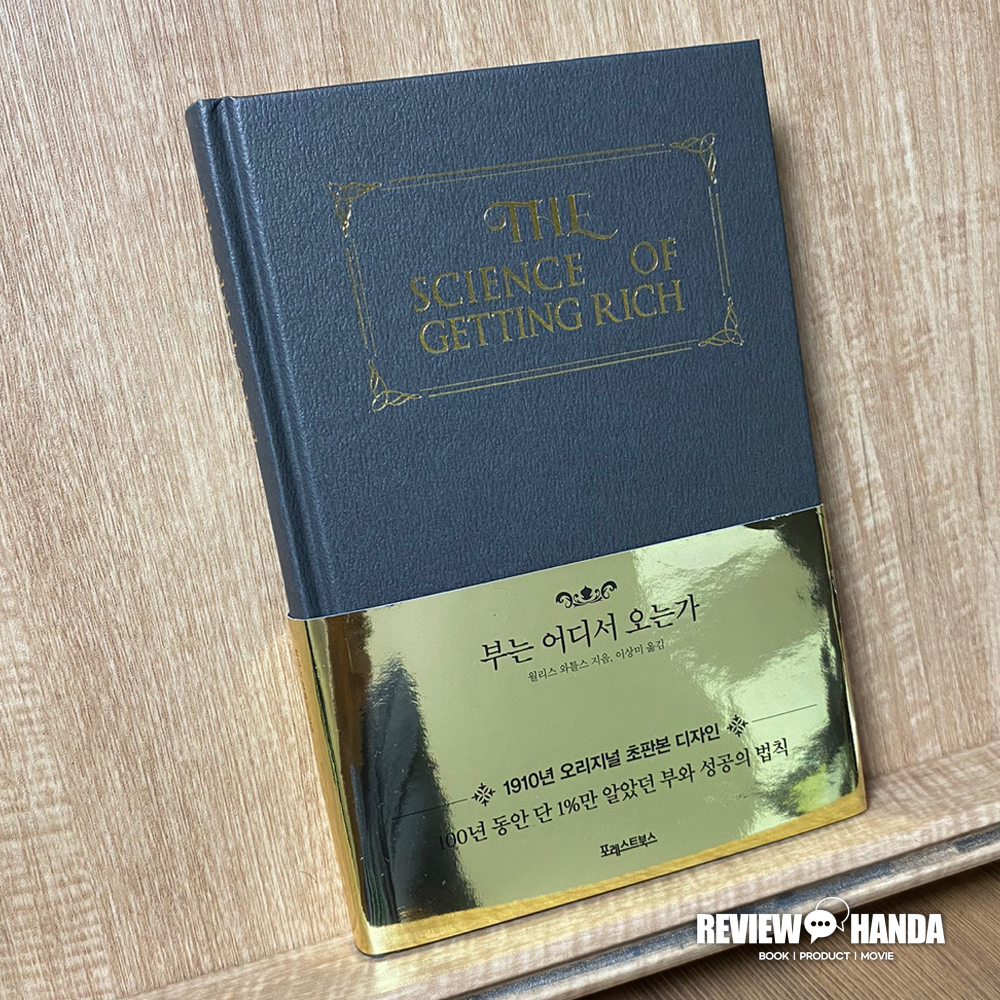 THE
SCIENCE OF
GETTING RICH
부는 어디서 오는가
월리스 와틀스 지음, 이상미 옮김
1910년 오리지널 초판본 디자인
100년 동안 단 1%만 알았던 부와 성공의 법칙
포레스트북스
REVIEW HANDA
BOOK | PRODUCT | MOVIE